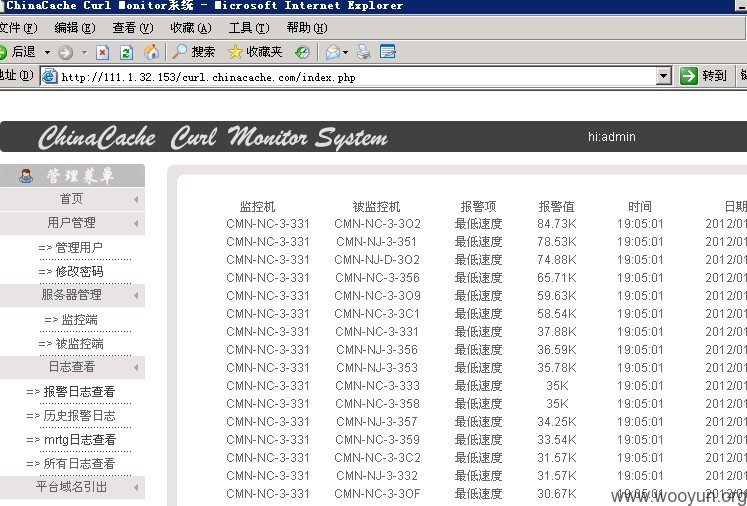 ChinaCache Curl Monitor系统 - Microsoft Internet Explorer
文件(F) 编辑(E) 查看(V) 收藏(A) 工具(T) 帮助(H)
后退 搜索 收藏夹
地址(D) http://111.1.32.153/curl.chinacache.com/index.php 转到
ChinaCache Curl Monitor System hi:admin
管理菜单
首页
用户管理
=> 管理用户
=> 修改密码
服务器管理
=> 监控端
=> 被监控端
日志查看
=> 报警日志查看
=> 历史报警日志
=> mrtg日志查看
=> 所有日志查看
平台域名引出
监控机 被监控机 报警项 报警值 时间 日期
CMN-NC-3-331 CMN-NC-3-3O2 最低速度 84.73K 19:05:01 2012/01
CMN-NC-3-331 CMN-NJ-3-351 最低速度 78.53K 19:05:01 2012/01
CMN-NC-3-331 CMN-NJ-D-3O2 最低速度 74.88K 19:05:01 2012/01
CMN-NC-3-331 CMN-NC-3-356 最低速度 65.71K 19:05:01 2012/01
CMN-NC-3-331 CMN-NC-3-3O9 最低速度 59.63K 19:05:01 2012/01
CMN-NC-3-331 CMN-NC-3-3C1 最低速度 58.54K 19:05:01 2012/01
CMN-NC-3-331 CMN-NC-3-331 最低速度 37.88K 19:05:01 2012/01
CMN-NC-3-331 CMN-NJ-3-356 最低速度 36.59K 19:05:01 2012/01
CMN-NC-3-331 CMN-NJ-3-353 最低速度 35.78K 19:05:01 2012/01
CMN-NC-3-331 CMN-NC-3-333 最低速度 35K 19:05:01 2012/01
CMN-NC-3-331 CMN-NC-3-358 最低速度 35K 19:05:01 2012/01
CMN-NC-3-331 CMN-NJ-3-357 最低速度 34.25K 19:05:01 2012/01
CMN-NC-3-331 CMN-NC-3-359 最低速度 33.54K 19:05:01 2012/01
CMN-NC-3-331 CMN-NC-3-3C2 最低速度 31.57K 19:05:01 2012/01
CMN-NC-3-331 CMN-NJ-3-332 最低速度 31.57K 19:05:01 2012/01
CMN-NC-3-331 CMN-NC-3-3OF 最低速度 30.67K 19:05:01 2012/01
www.wooyun.org